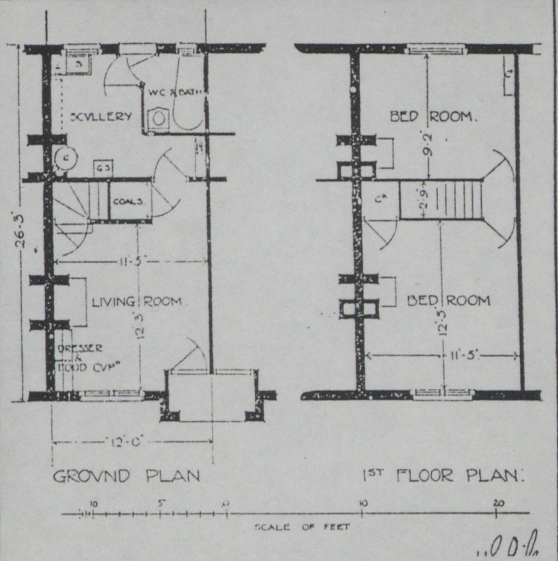 WC & BATH
SCVLLERY
C
GS
COALS.
26'-3"
11'-5"
LIVING ROOM.
12'-5"
DRESSER
&
FOOD CVPD
12'-0"
GROVND PLAN
BED ROOM.
9'-2"
2'-9"
BED ROOM
12'-5"
11'-5"
1ST FLOOR PLAN.
10 5 0 10 20
SCALE OF FEET